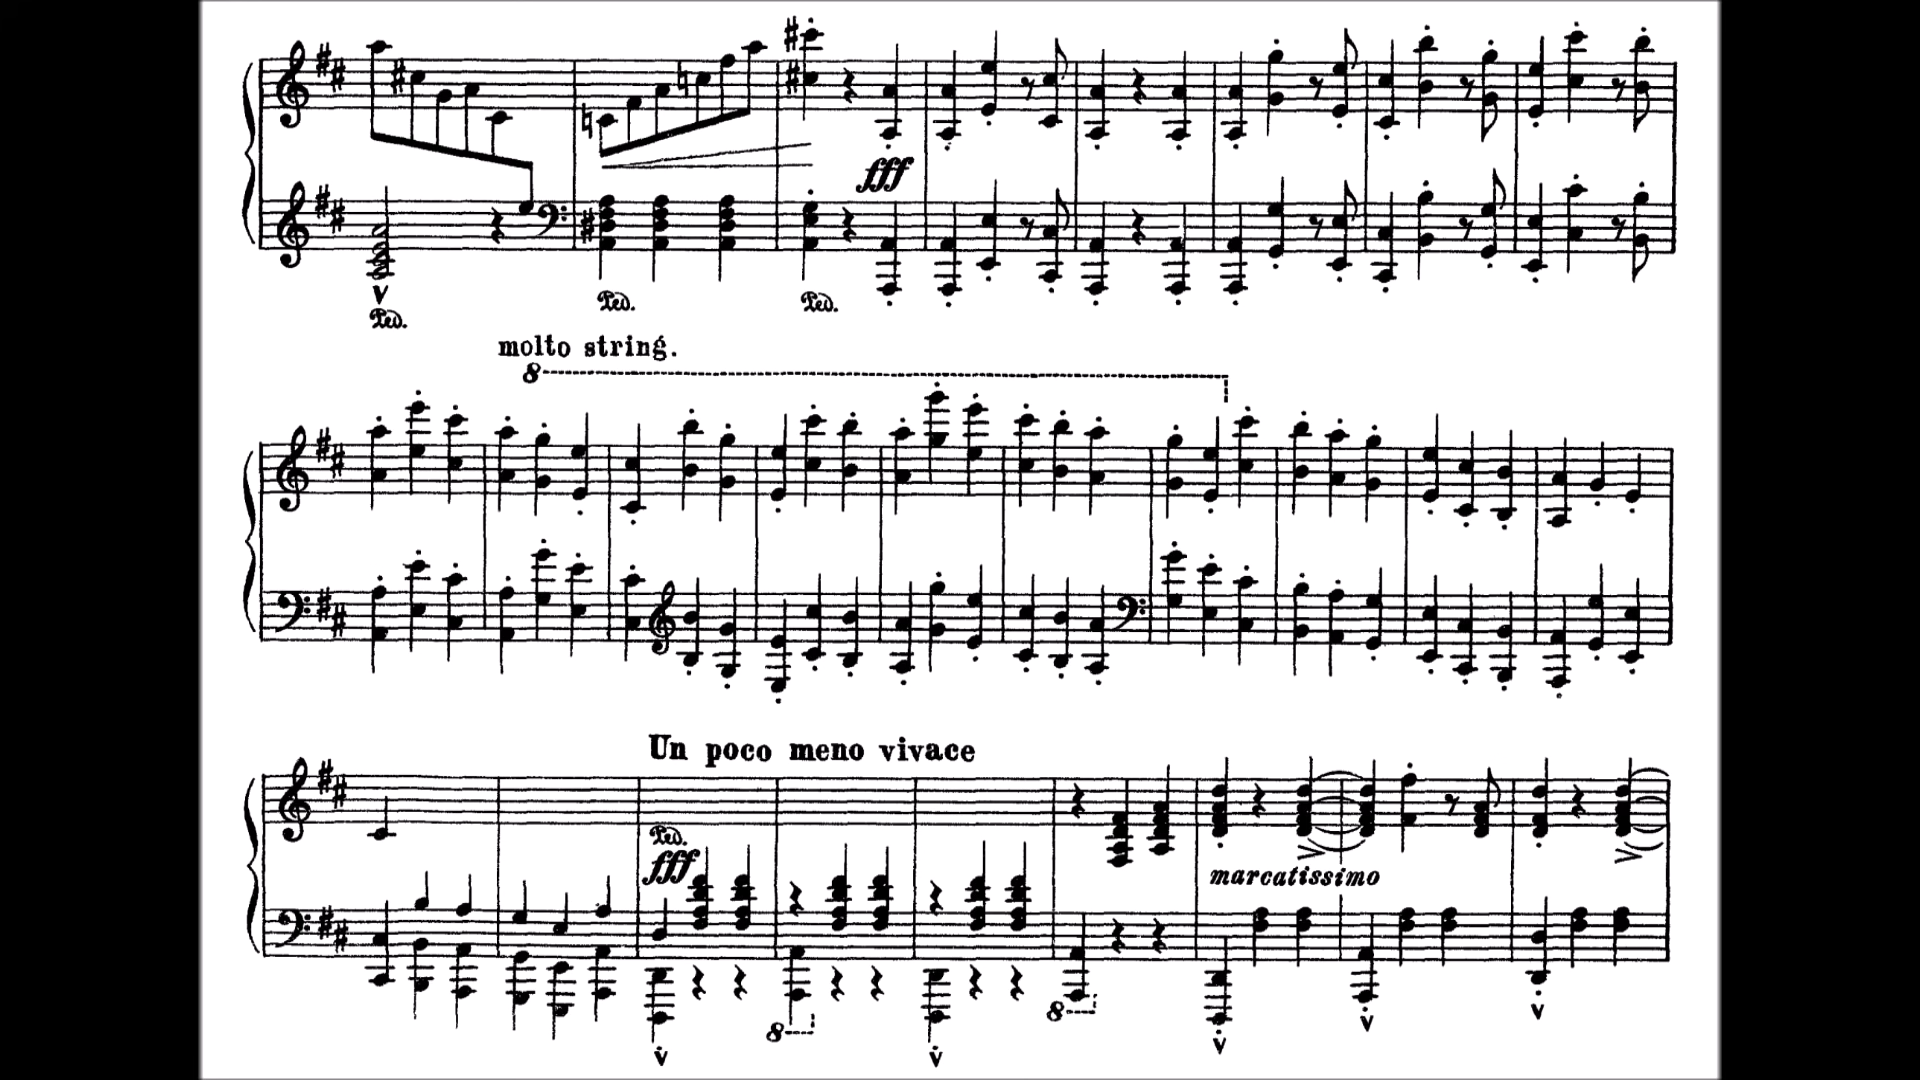 fff
Ped. Ped. Ped.
molto string.
8
Un poco meno vivace
Ped.
fff
marcatissimo
8 8